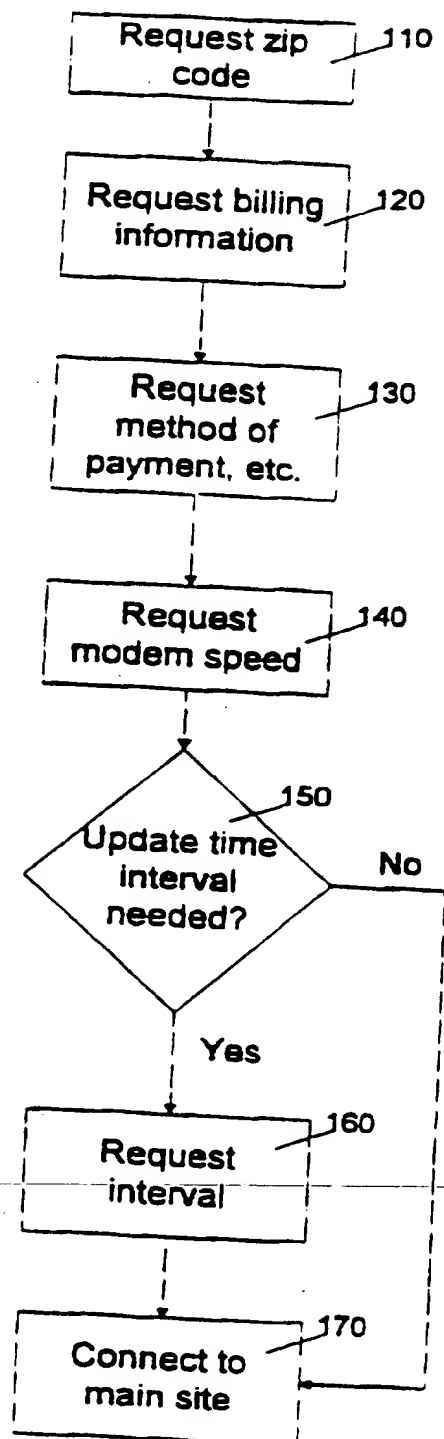 Request zip
code
110
Request billing
information
120
Request
method of
payment, etc.
130
Request
modem speed
140
Update time
interval
needed?
150
No
Yes
Request
interval
160
Connect to
main site
170